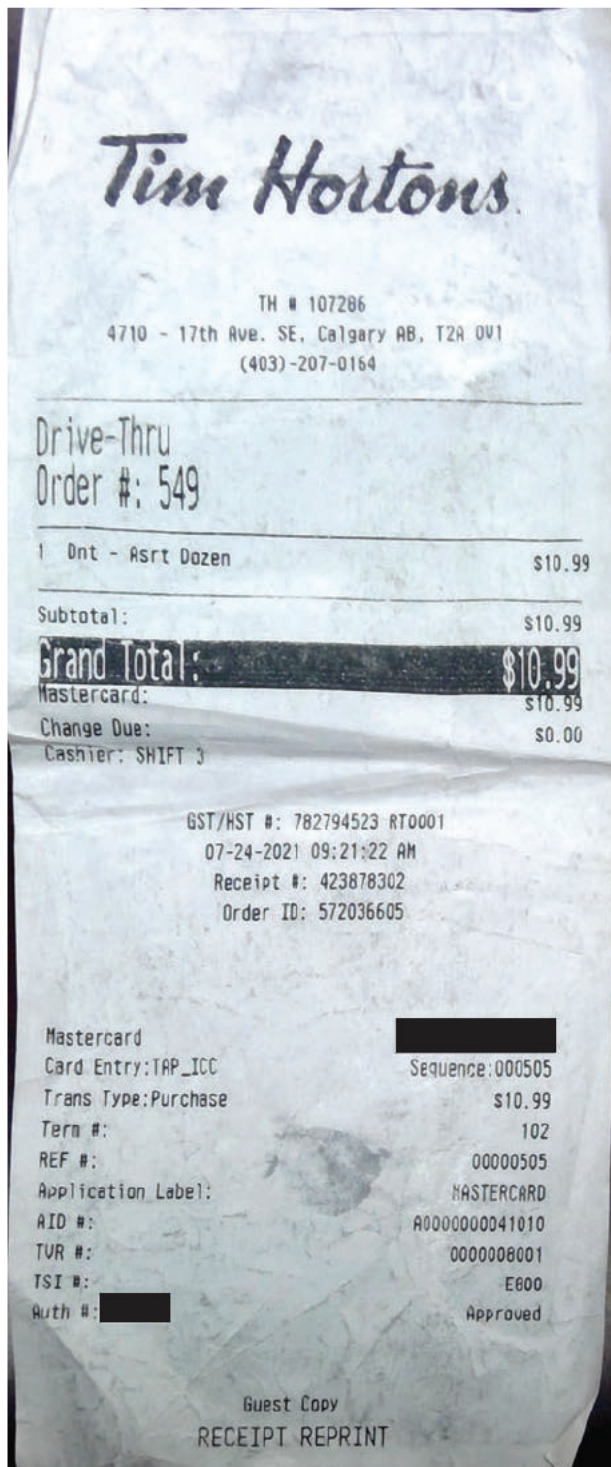 Tim Hortons
TH # 107286
4710 - 17th Ave. SE, Calgary AB, T2A 0V1
(403)-207-0164
Drive-Thru
Order #: 549
1 Dnt - Asrt Dozen $10.99
Subtotal: $10.99
Grand Total: $10.99
Mastercard: $10.99
Change Due: $0.00
Cashier: SHIFT 3
GST/HST #: 782794523 RT0001
07-24-2021 09:21:22 AM
Receipt #: 423878302
Order ID: 572036605
Mastercard
Card Entry:TAP_ICC Sequence:000505
Trans Type:Purchase $10.99
Term #: 102
REF #: 00000505
Application Label: MASTERCARD
AID #: A0000000041010
TVR #: 0000008001
TSI #: E800
Auth #: Approved
Guest Copy
RECEIPT REPRINT